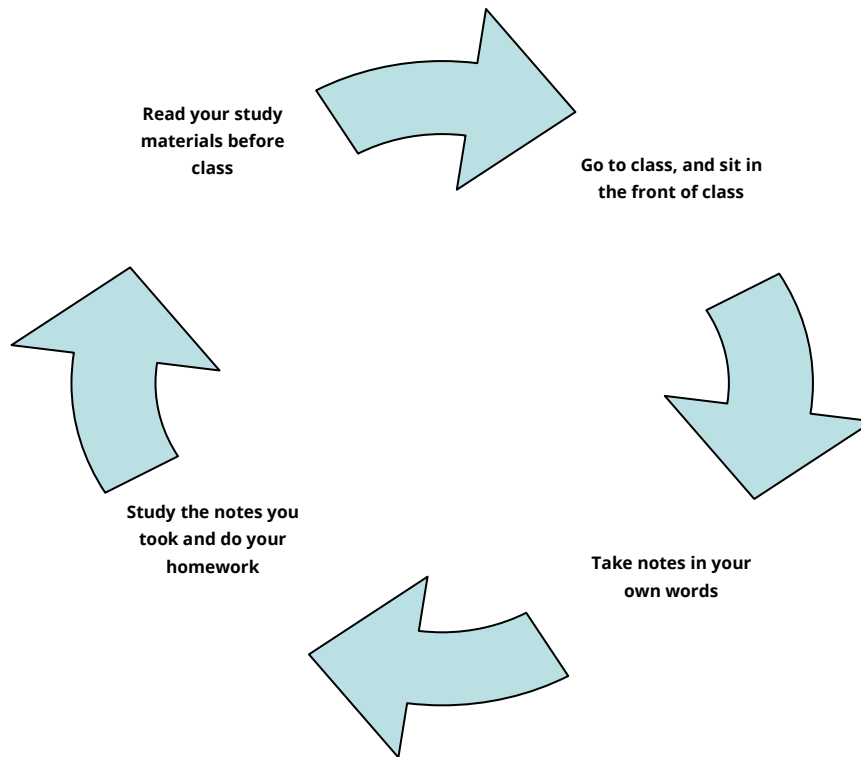 Read your study
materials before
class
Go to class, and sit in
the front of class
Take notes in your
own words
Study the notes you
took and do your
homework